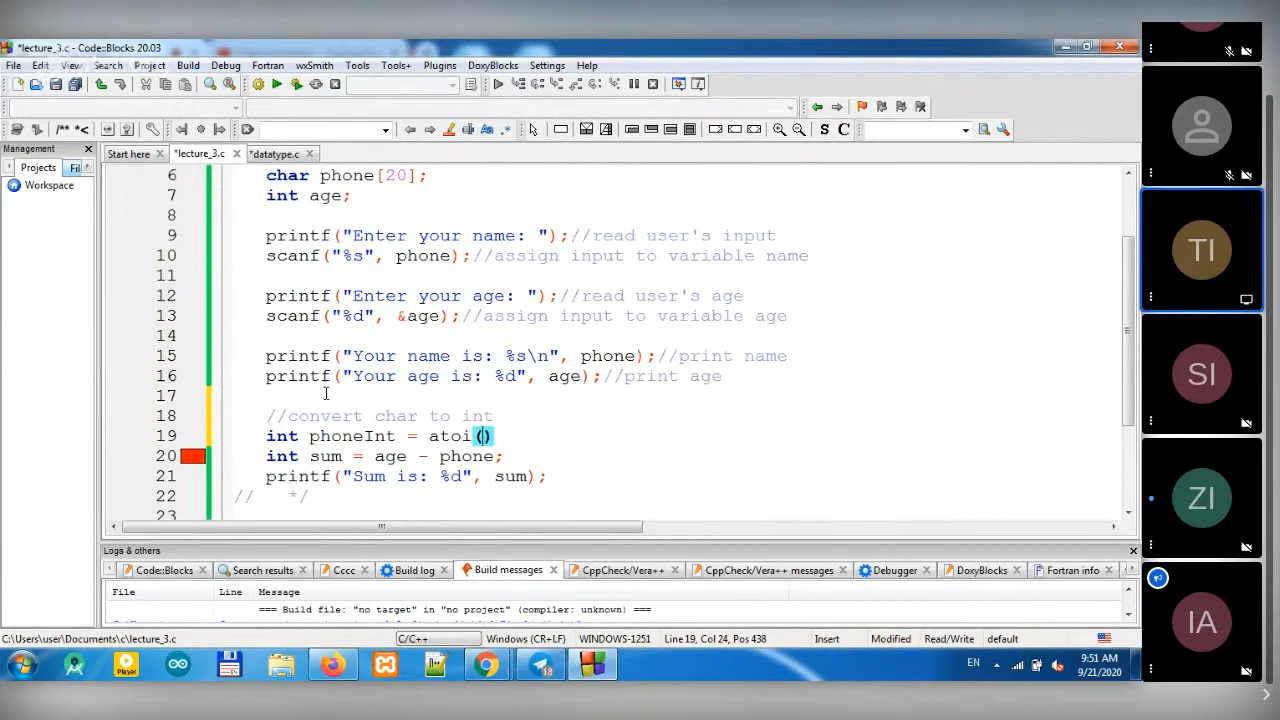 *lecture_3.c - Code::Blocks 20.03
File Edit View Search Project Build Debug Fortran wxSmith Tools Tools+ Plugins DoxyBlocks Settings Help
/** *<
S C
Management
Projects Fil
Workspace
Start here *lecture_3.c *datatype.c
6 char phone[20];
7 int age;
8
9 printf("Enter your name: ");//read user's input
10 scanf("%s", phone);//assign input to variable name
11
12 printf("Enter your age: ");//read user's age
13 scanf("%d", &age);//assign input to variable age
14
15 printf("Your name is: %s\n", phone);//print name
16 printf("Your age is: %d", age);//print age
17
18 //convert char to int
19 int phoneInt = atoi()
20 int sum = age - phone;
21 printf("Sum is: %d", sum);
22 // */
23
Logs & others
Code::Blocks Search results Cccc Build log Build messages CppCheck/Vera++ CppCheck/Vera++ messages Debugger DoxyBlocks Fortran info
File Line Message
=== Build file: "no target" in "no project" (compiler: unknown) ===
C:\Users\user\Documents\c\lecture_3.c C/C++ Windows (CR+LF) WINDOWS-1251 Line 19, Col 24, Pos 438 Insert Modified Read/Write default
Player
18
EN
9:51 AM
9/21/2020
TI
SI
ZI
IA